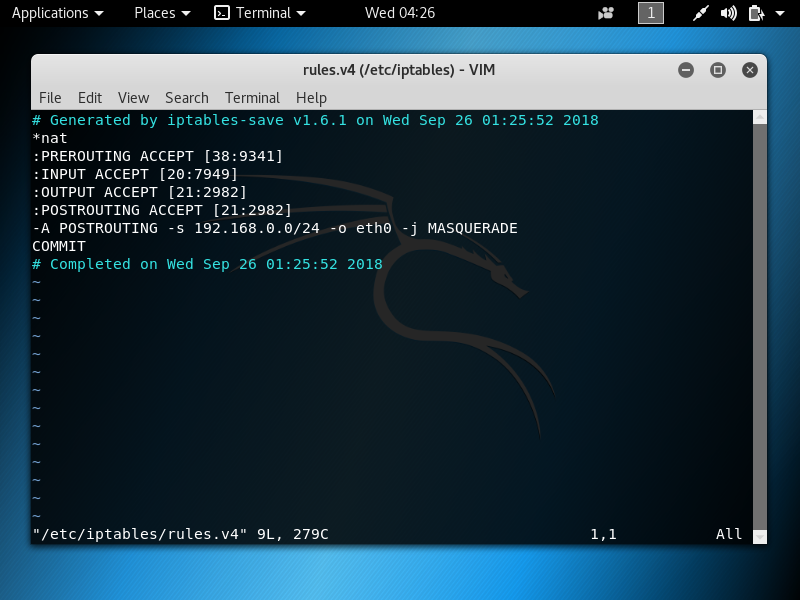 Applications Places Terminal Wed 04:26 1
rules.v4 (/etc/iptables) - VIM
File Edit View Search Terminal Help
# Generated by iptables-save v1.6.1 on Wed Sep 26 01:25:52 2018
*nat
:PREROUTING ACCEPT [38:9341]
:INPUT ACCEPT [20:7949]
:OUTPUT ACCEPT [21:2982]
:POSTROUTING ACCEPT [21:2982]
-A POSTROUTING -s 192.168.0.0/24 -o eth0 -j MASQUERADE
COMMIT
# Completed on Wed Sep 26 01:25:52 2018
~
~
~
~
~
~
~
~
~
~
~
~
~
~
"/etc/iptables/rules.v4" 9L, 279C 1,1 All